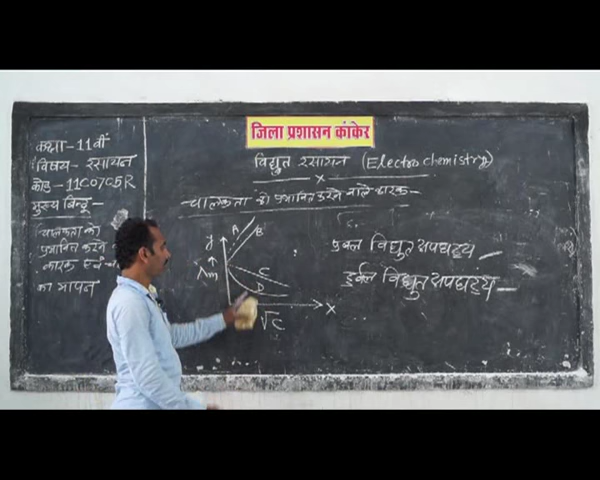 जिला प्रशासन कांकेर
कक्षा - 11वीं
विषय - रसायन
कोड - 11C07C5R
मुख्य बिन्दू -
चालकता को
प्रभावित करने
कारक
का मापन
विद्युत रसायन (Electrochemistry)
x
चालकता को प्रभावित करने वाले कारक -
y
A
B
λm
C
D
√C
X
प्रबल विद्युत अपघट्य
दुर्बल विद्युत अपघट्य -